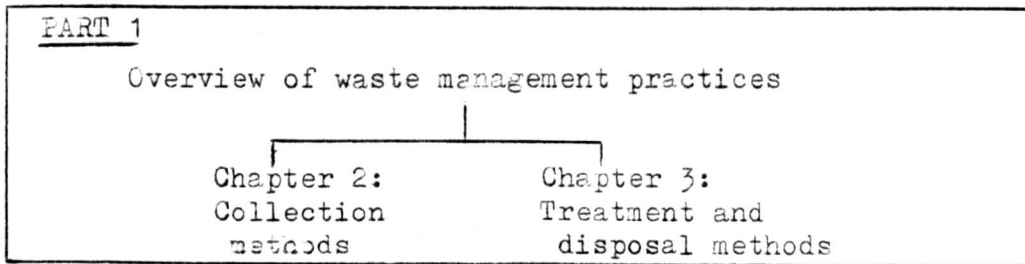 PART 1
Overview of waste management practices
Chapter 2: Chapter 3:
Collection Treatment and
methods disposal methods